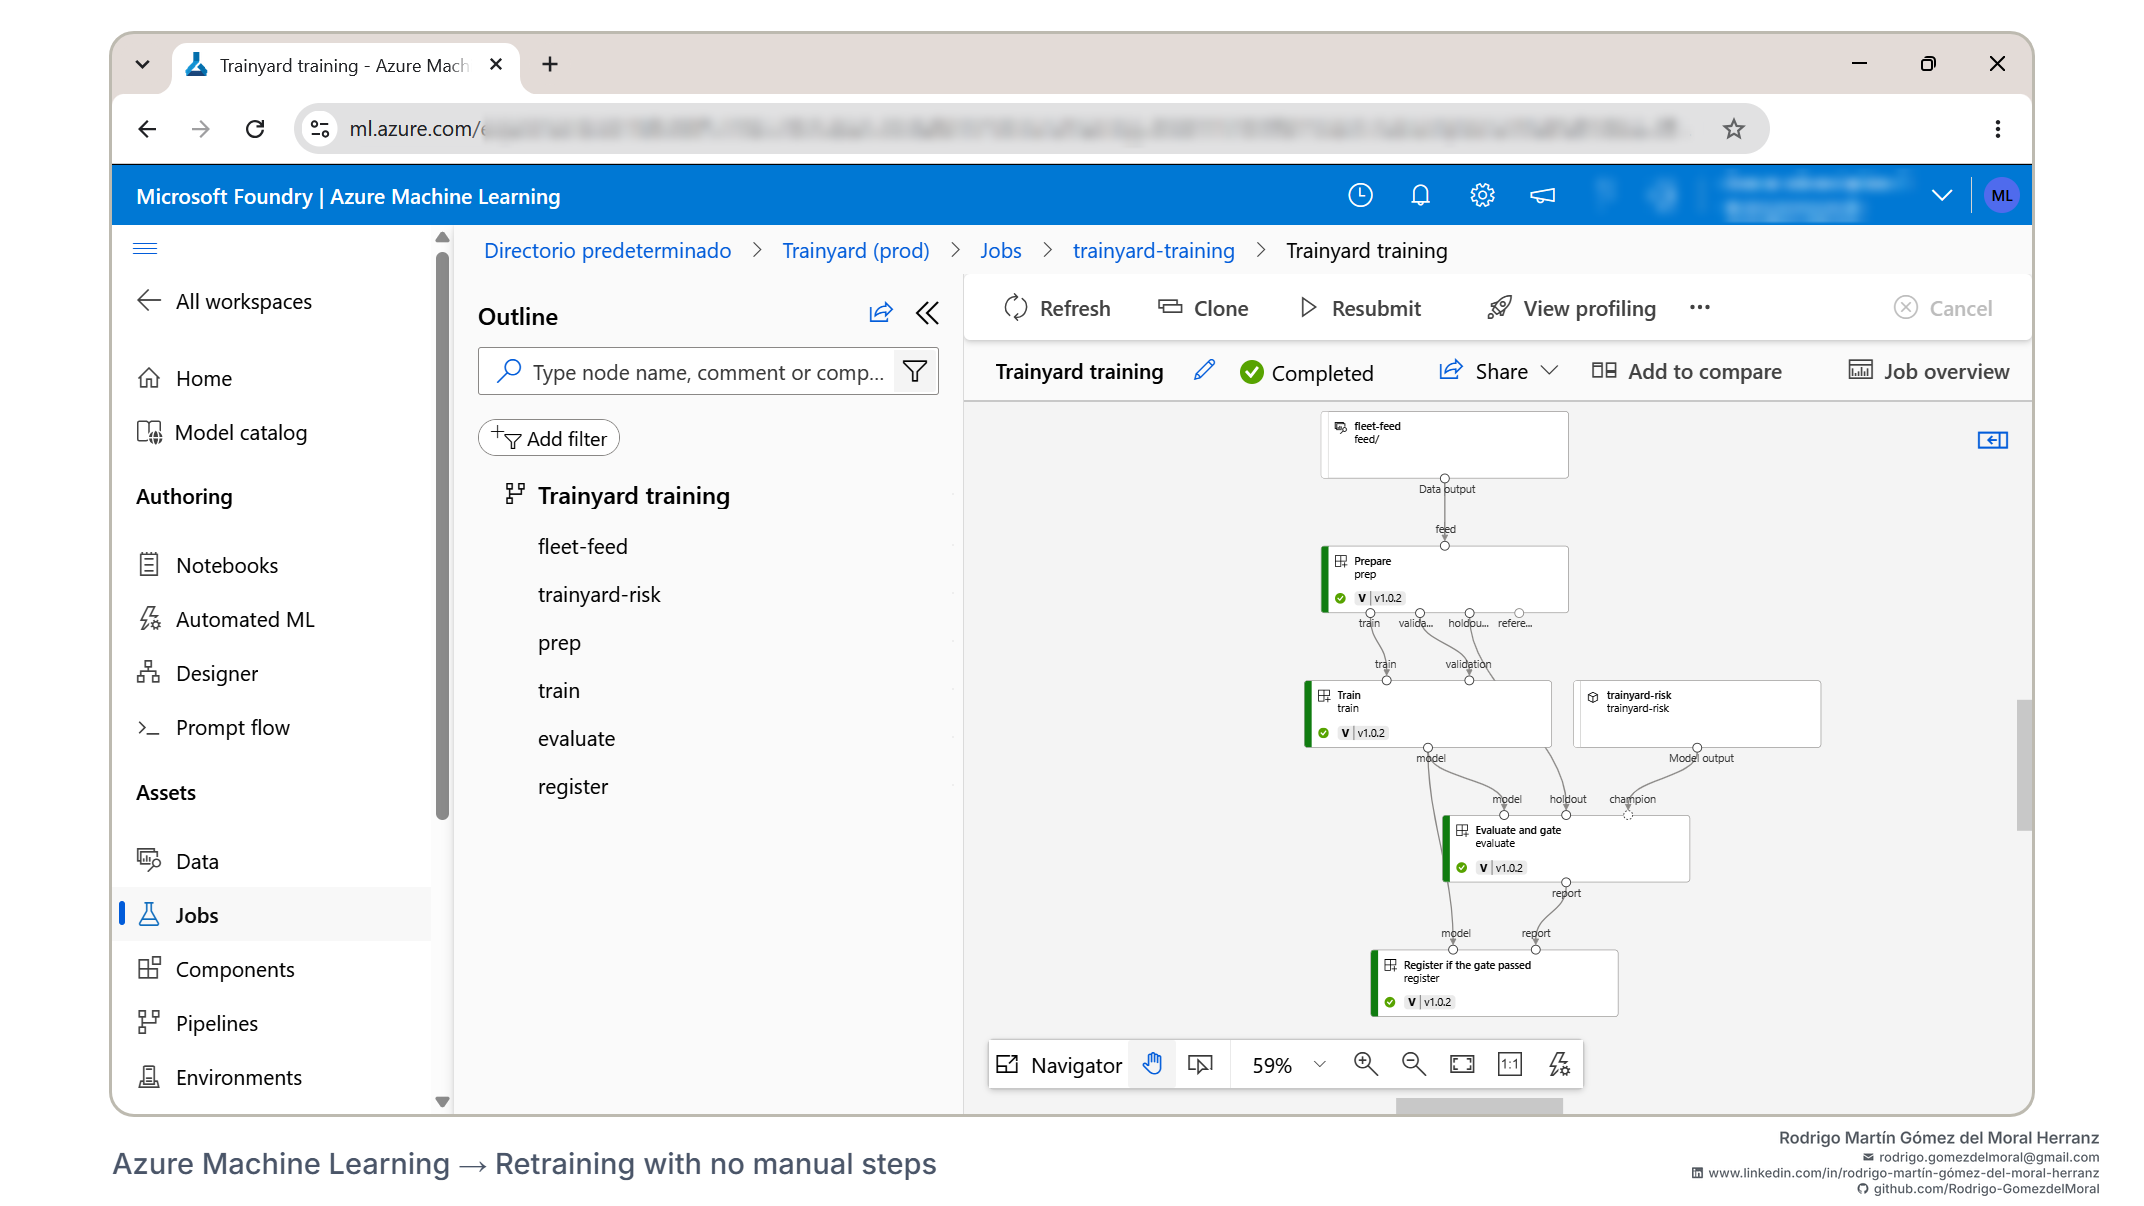 Trainyard training - Azure Mach
ml.azure.com/
Microsoft Foundry | Azure Machine Learning
ML
Directorio predeterminado > Trainyard (prod) > Jobs > trainyard-training > Trainyard training
All workspaces
Home
Model catalog
Authoring
Notebooks
Automated ML
Designer
Prompt flow
Assets
Data
Jobs
Components
Pipelines
Environments
Outline
Type node name, comment or comp...
Add filter
Trainyard training
fleet-feed
trainyard-risk
prep
train
evaluate
register
Refresh
Clone
Resubmit
View profiling
...
Cancel
Trainyard training
Completed
Share
Add to compare
Job overview
fleet-feed
feed/
Data output
feed
Prepare
prep
V | v1.0.2
train valida... holdou... refere...
train validation
Train
train
V | v1.0.2
model
trainyard-risk
trainyard-risk
Model output
model holdout champion
Evaluate and gate
evaluate
V | v1.0.2
report
model report
Register if the gate passed
register
V | v1.0.2
Navigator
59%
1:1
Azure Machine Learning → Retraining with no manual steps
Rodrigo Martín Gómez del Moral Herranz
rodrigo.gomezdelmoral@gmail.com
www.linkedin.com/in/rodrigo-martín-gómez-del-moral-herranz
github.com/Rodrigo-GomezdelMoral